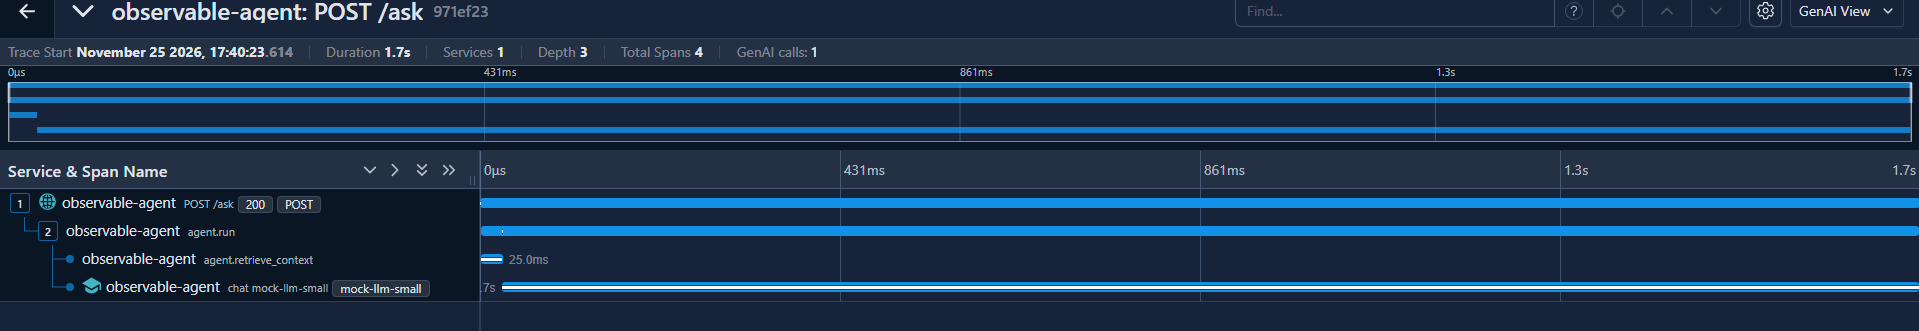 observable-agent: POST /ask 971ef23 Find... ? GenAI View
Trace Start November 25 2026, 17:40:23.614 Duration 1.7s Services 1 Depth 3 Total Spans 4 GenAI calls: 1
0μs 431ms 861ms 1.3s 1.7s
Service & Span Name 0μs 431ms 861ms 1.3s 1.7s
1 observable-agent POST /ask 200 POST
2 observable-agent agent.run
observable-agent agent.retrieve_context 25.0ms
observable-agent chat mock-llm-small mock-llm-small .7s